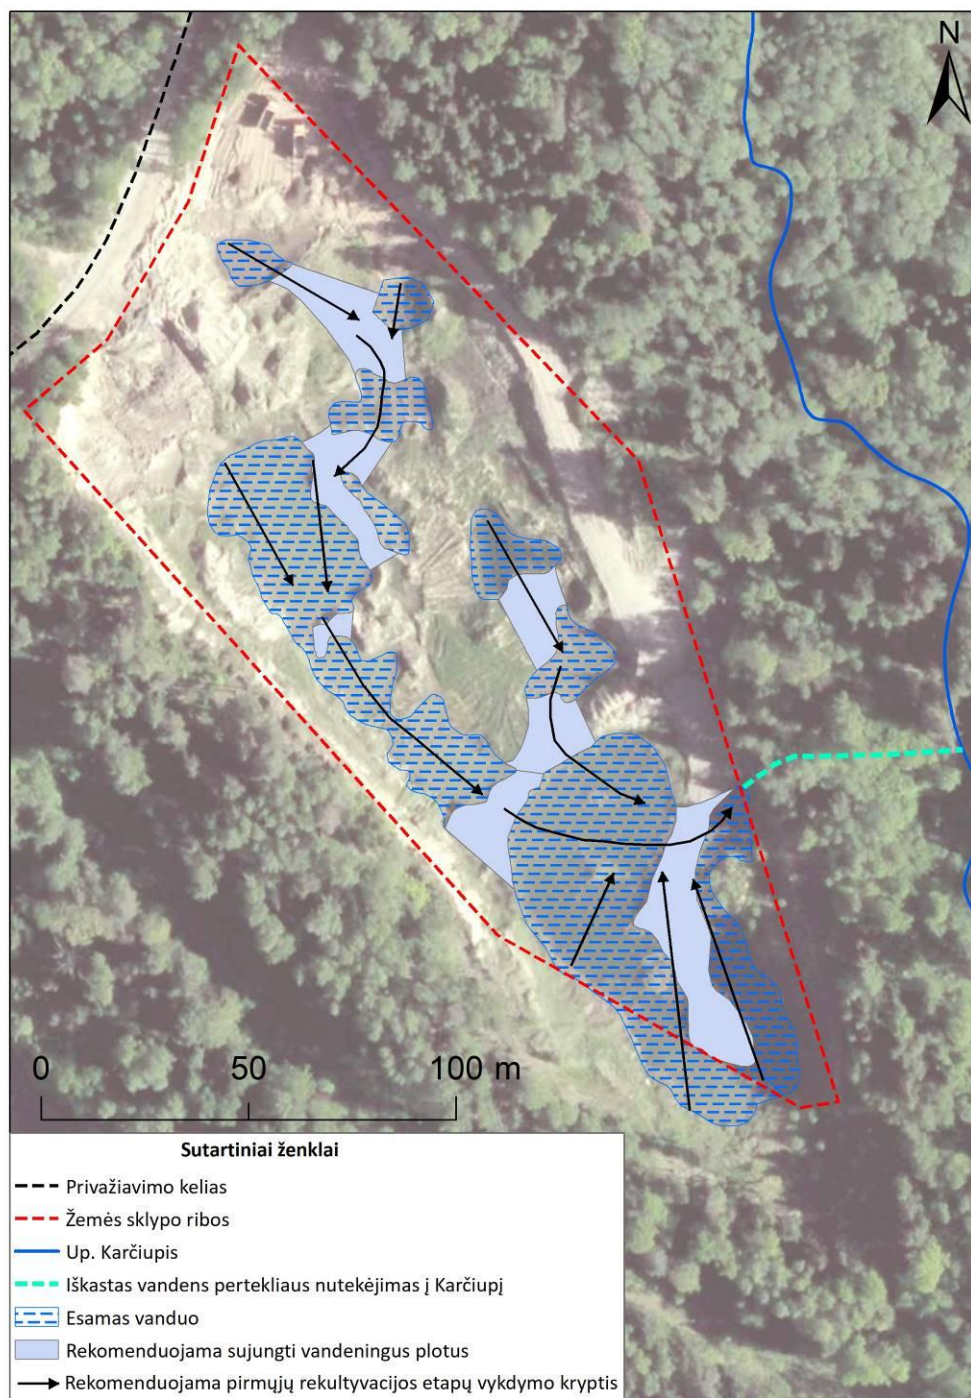 N
0 50 100 m
Sutartiniai ženklai
Privažiavimo kelias
Žemės sklypo ribos
Up. Karčiupis
Iškastas vandens pertekliaus nutekėjimas į Karčiupį
Esamas vanduo
Rekomenduojama sujungti vandeningus plotus
Rekomenduojama pirmųjų rekultyvacijos etapų vykdymo kryptis